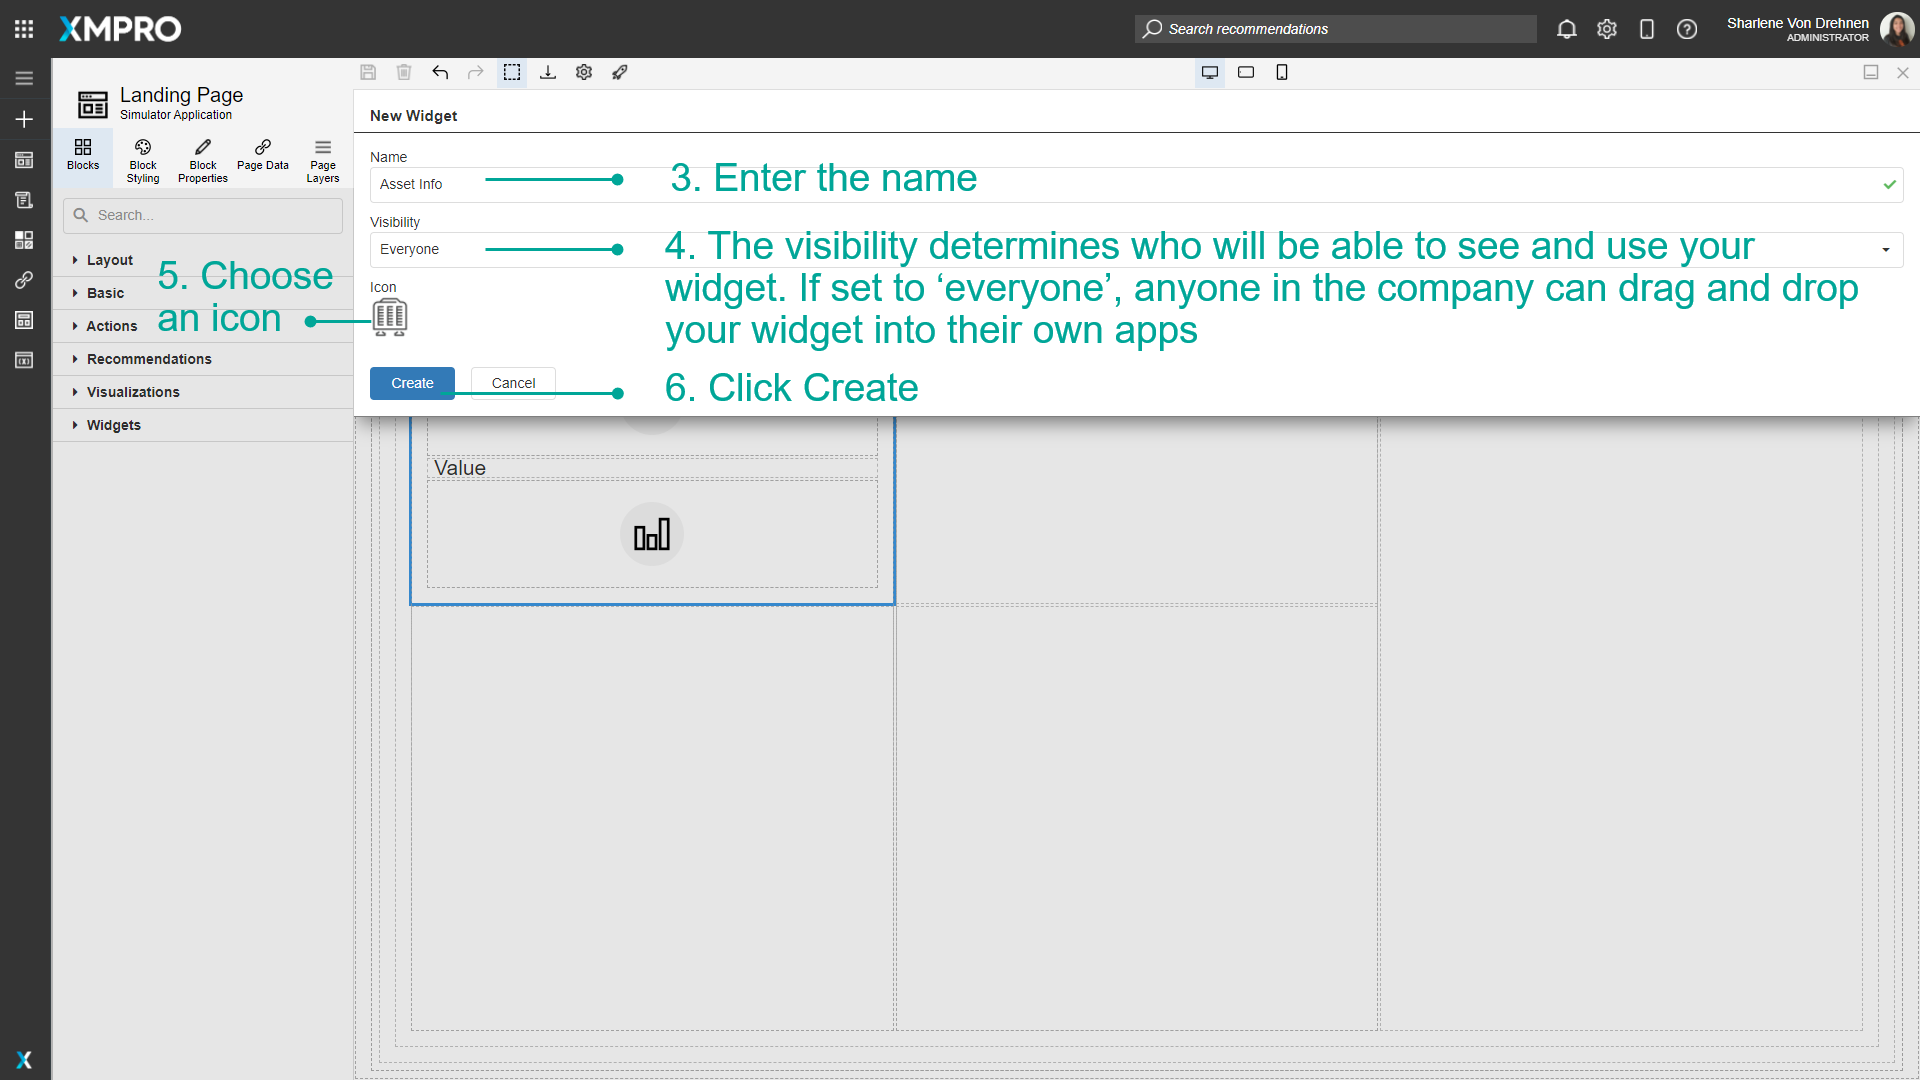 XMPRO
Search recommendations
Sharlene Von Drehnen
ADMINISTRATOR
Landing Page
Simulator Application
Blocks
Block Styling
Block Properties
Page Data
Page Layers
Search...
Layout
Basic
Actions
Recommendations
Visualizations
Widgets
5. Choose
an icon
New Widget
Name
Asset Info
3. Enter the name
Visibility
Everyone
4. The visibility determines who will be able to see and use your
widget. If set to ‘everyone’, anyone in the company can drag and drop
your widget into their own apps
Icon
Create
Cancel
6. Click Create
Value